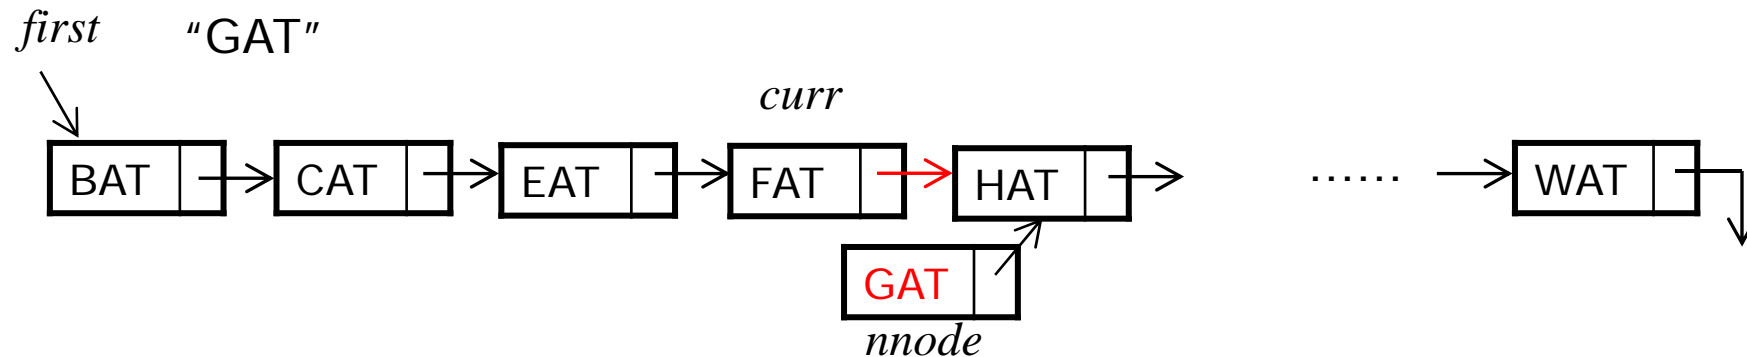 first "GAT"
curr
BAT CAT EAT FAT HAT ...... WAT
GAT
nnode